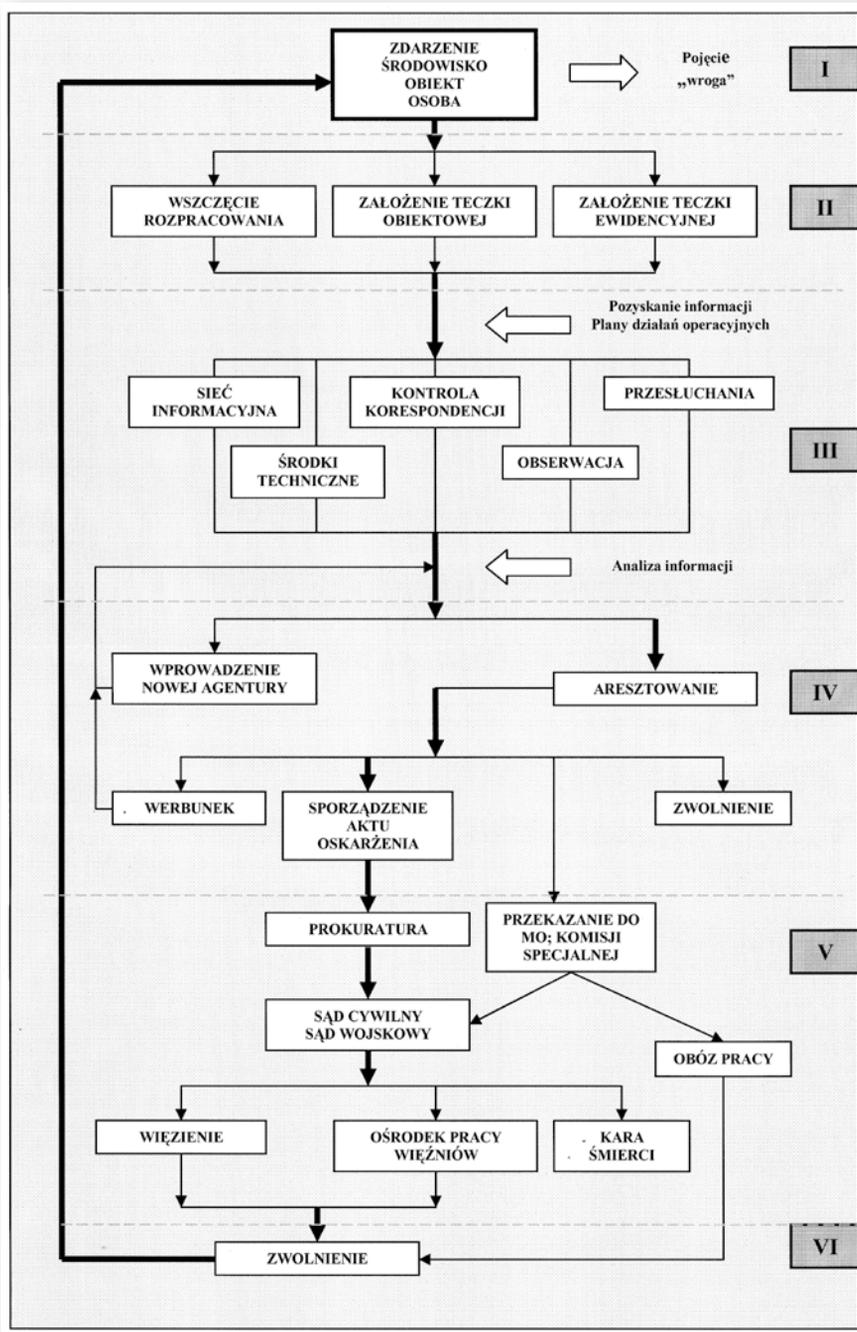 ZDARZENIE
ŚRODOWISKO
OBIEKT
OSOBA
Pojęcie
„wroga”
I
WSZCZĘCIE
ROZPRACOWANIA
ZAŁOŻENIE TECZKI
OBIEKTOWEJ
ZAŁOŻENIE TECZKI
EWIDENCYJNEJ
II
Pozyskanie informacji
Plany działań operacyjnych
SIEĆ
INFORMACYJNA
KONTROLA
KORESPONDENCJI
PRZESŁUCHANIA
ŚRODKI
TECHNICZNE
OBSERWACJA
III
Analiza informacji
WPROWADZENIE
NOWEJ AGENTURY
ARESZTOWANIE
IV
WERBUNEK
SPORZĄDZENIE
AKTU
OSKARŻENIA
ZWOLNIENIE
PROKURATURA
PRZEKAZANIE DO
MO; KOMISJI
SPECJALNEJ
V
SĄD CYWILNY
SĄD WOJSKOWY
OBÓZ PRACY
WIĘZIENIE
OŚRODEK PRACY
WIĘŹNIÓW
KARA
ŚMIERCI
ZWOLNIENIE
VI